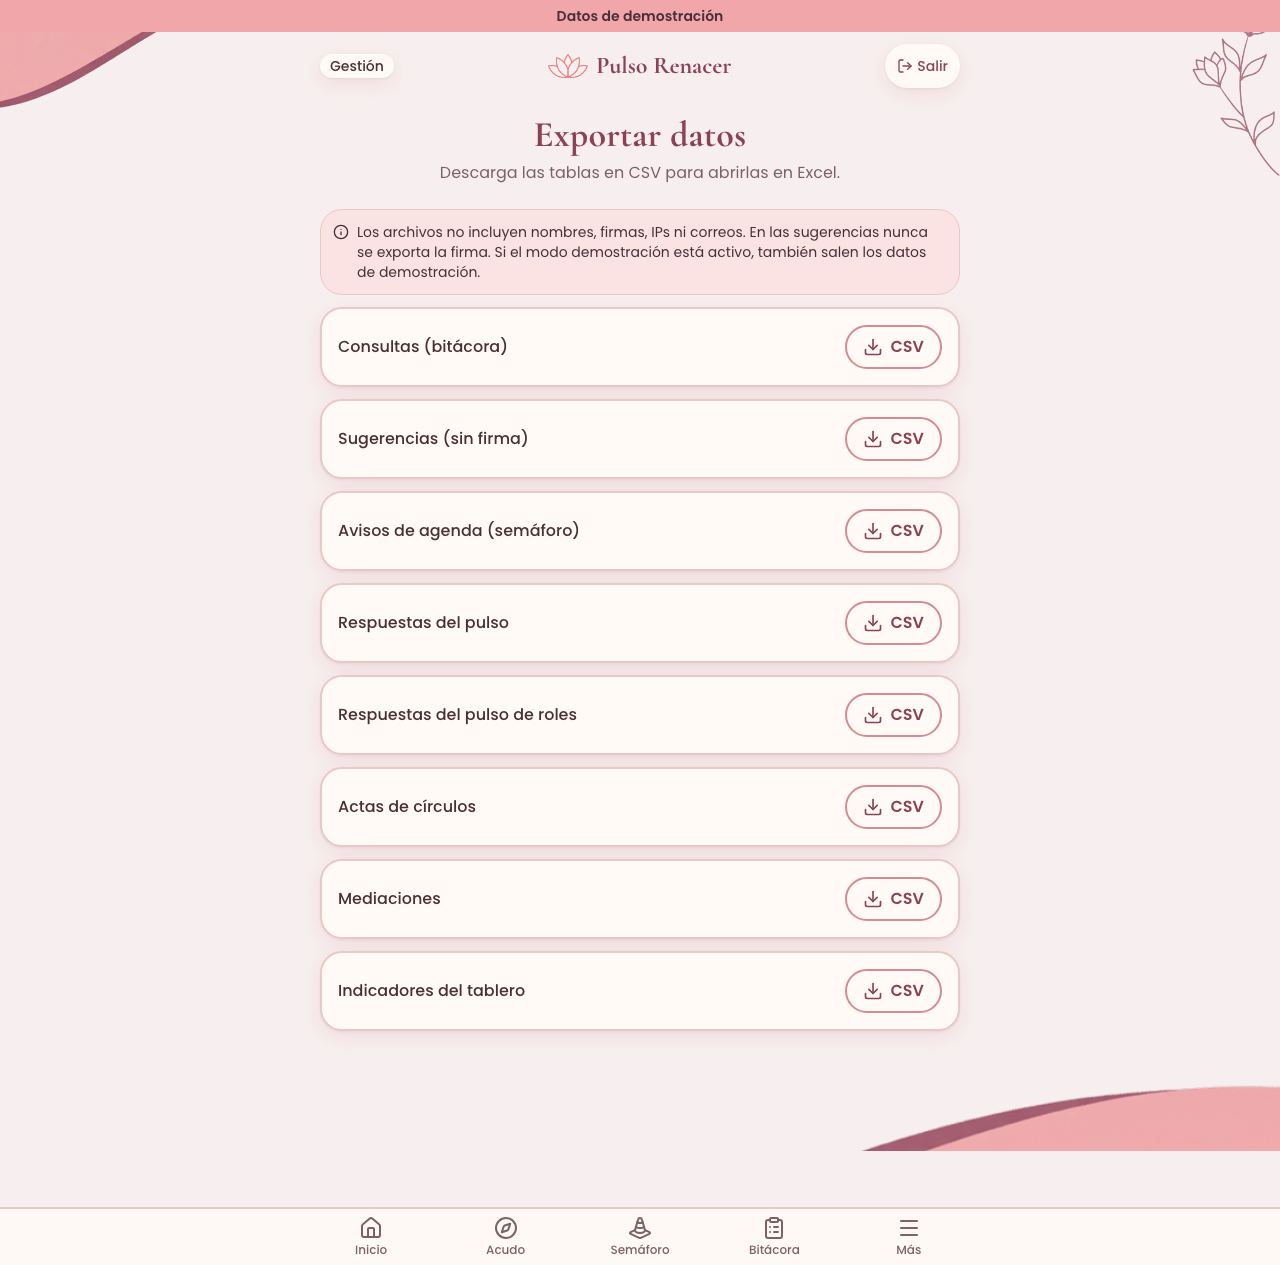 Datos de demostración
Gestión
Pulso Renacer
Salir
Exportar datos
Descarga las tablas en CSV para abrirlas en Excel.
Los archivos no incluyen nombres, firmas, IPs ni correos. En las sugerencias nunca
se exporta la firma. Si el modo demostración está activo, también salen los datos
de demostración.
Consultas (bitácora)
CSV
Sugerencias (sin firma)
CSV
Avisos de agenda (semáforo)
CSV
Respuestas del pulso
CSV
Respuestas del pulso de roles
CSV
Actas de círculos
CSV
Mediaciones
CSV
Indicadores del tablero
CSV
Inicio
Acudo
Semáforo
Bitácora
Más